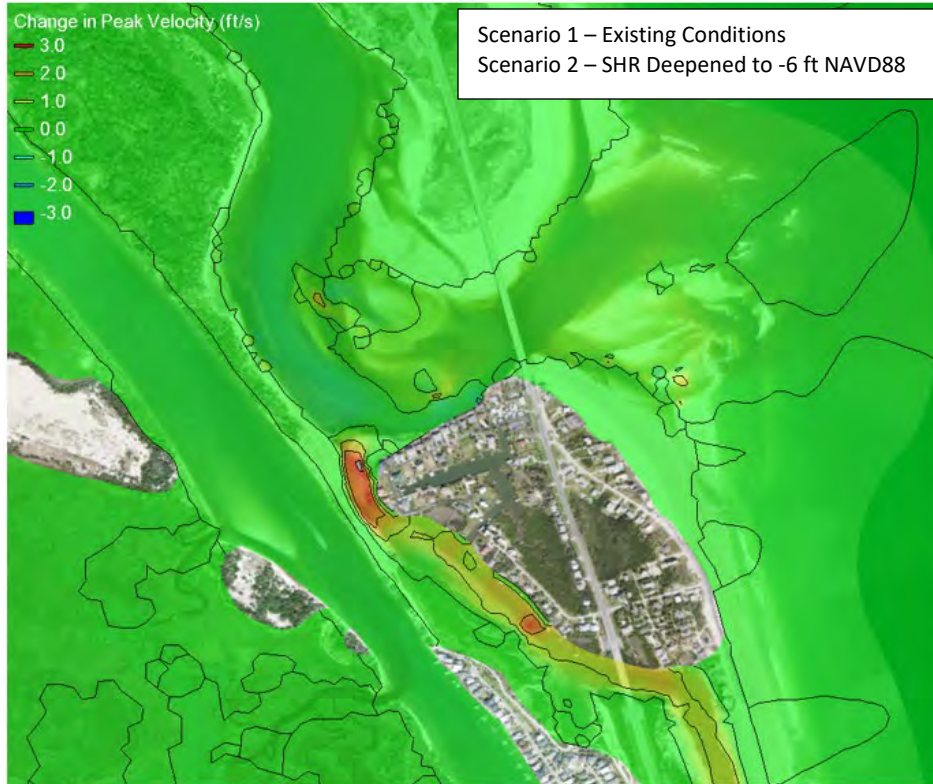 Change in Peak Velocity (ft/s)
3.0
2.0
1.0
0.0
-1.0
-2.0
-3.0
Scenario 1 – Existing Conditions
Scenario 2 – SHR Deepened to -6 ft NAVD88